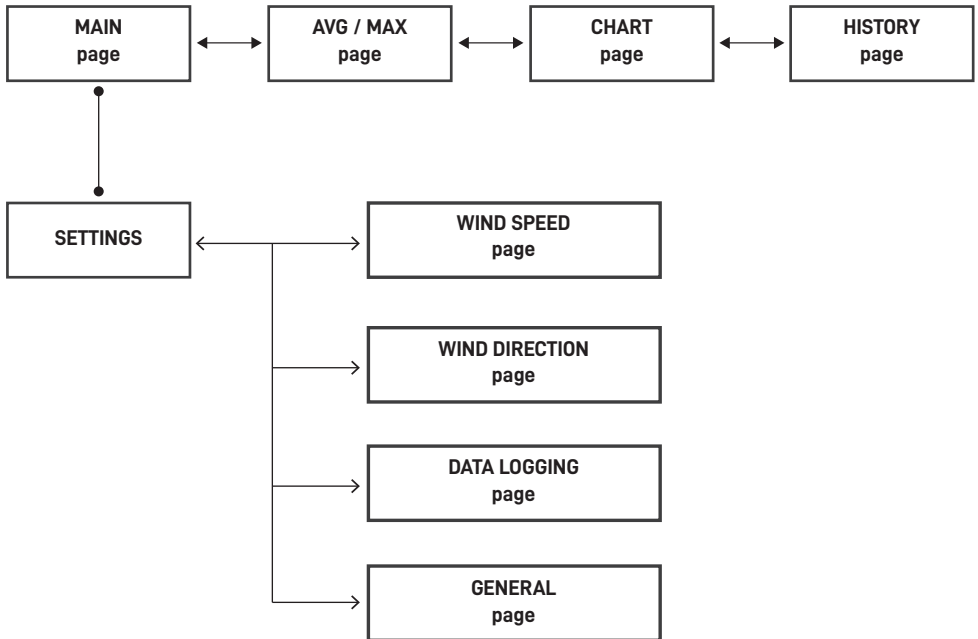 MAIN
page
AVG / MAX
page
CHART
page
HISTORY
page
SETTINGS
WIND SPEED
page
WIND DIRECTION
page
DATA LOGGING
page
GENERAL
page